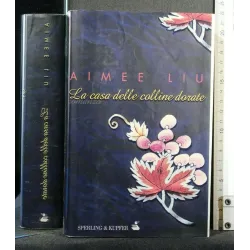 AIMEE LIU
La casa delle colline dorate
AIMEE LIU
La casa delle colline dorate
SPERLING & KUPFER